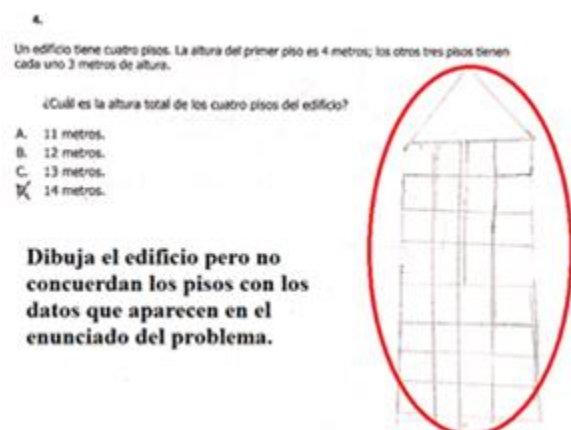 4.
Un edificio tiene cuatro pisos. La altura del primer piso es 4 metros; los otros tres pisos tienen
cada uno 3 metros de altura.
¿Cuál es la altura total de los cuatro pisos del edificio?
A. 11 metros.
B. 12 metros.
C. 13 metros.
D. 14 metros.
Dibuja el edificio pero no
concuerdan los pisos con los
datos que aparecen en el
enunciado del problema.